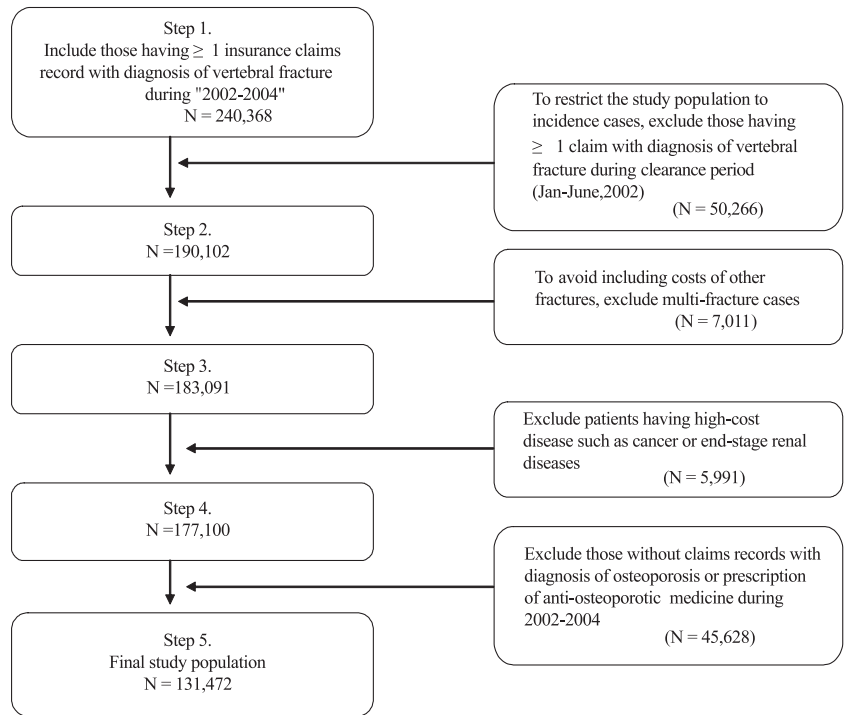 Step 1.
Include those having ≥ 1 insurance claims
record with diagnosis of vertebral fracture
during "2002-2004"
N = 240,368
To restrict the study population to
incidence cases, exclude those having
≥ 1 claim with diagnosis of vertebral
fracture during clearance period
(Jan-June,2002)
(N = 50,266)
Step 2.
N =190,102
To avoid including costs of other
fractures, exclude multi-fracture cases
(N = 7,011)
Step 3.
N =183,091
Exclude patients having high-cost
disease such as cancer or end-stage renal
diseases
(N = 5,991)
Step 4.
N =177,100
Exclude those without claims records with
diagnosis of osteoporosis or prescription
of anti-osteoporotic medicine during
2002-2004
(N = 45,628)
Step 5.
Final study population
N = 131,472